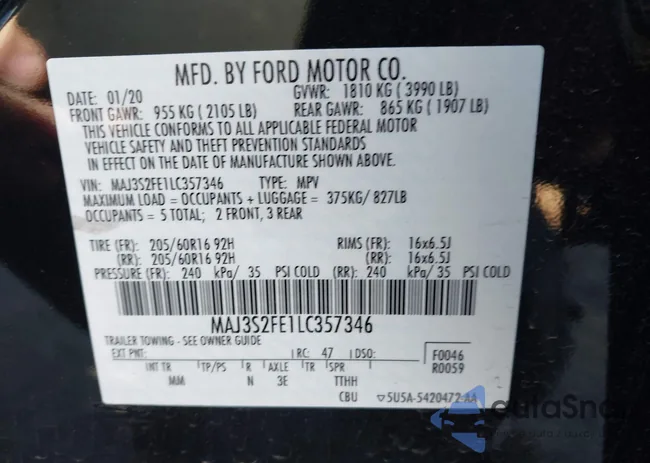 MFD. BY FORD MOTOR CO.
DATE: 01/20 GVWR: 1810 KG (3990 LB)
FRONT GAWR: 955 KG (2105 LB) REAR GAWR: 865 KG (1907 LB)
THIS VEHICLE CONFORMS TO ALL APPLICABLE FEDERAL MOTOR
VEHICLE SAFETY AND THEFT PREVENTION STANDARDS
IN EFFECT ON THE DATE OF MANUFACTURE SHOWN ABOVE.
VIN: MAJ3S2FE1LC357346 TYPE: MPV
MAXIMUM LOAD = OCCUPANTS + LUGGAGE = 375KG/ 827LB
OCCUPANTS = 5 TOTAL; 2 FRONT, 3 REAR
TIRE (FR): 205/60R16 92H RIMS (FR): 16x6.5J
(RR): 205/60R16 92H (RR): 16x6.5J
PRESSURE (FR): 240 kPa/ 35 PSI COLD (RR): 240 kPa/ 35 PSI COLD
MAJ3S2FE1LC357346
TRAILER TOWING - SEE OWNER GUIDE
EXT PNT: RC: 47 DSO: F0046
R0059
INT TR TP/PS R AXLE TR SPR
MM N 3E TTHH
CBU 5U5A-5420472-AA